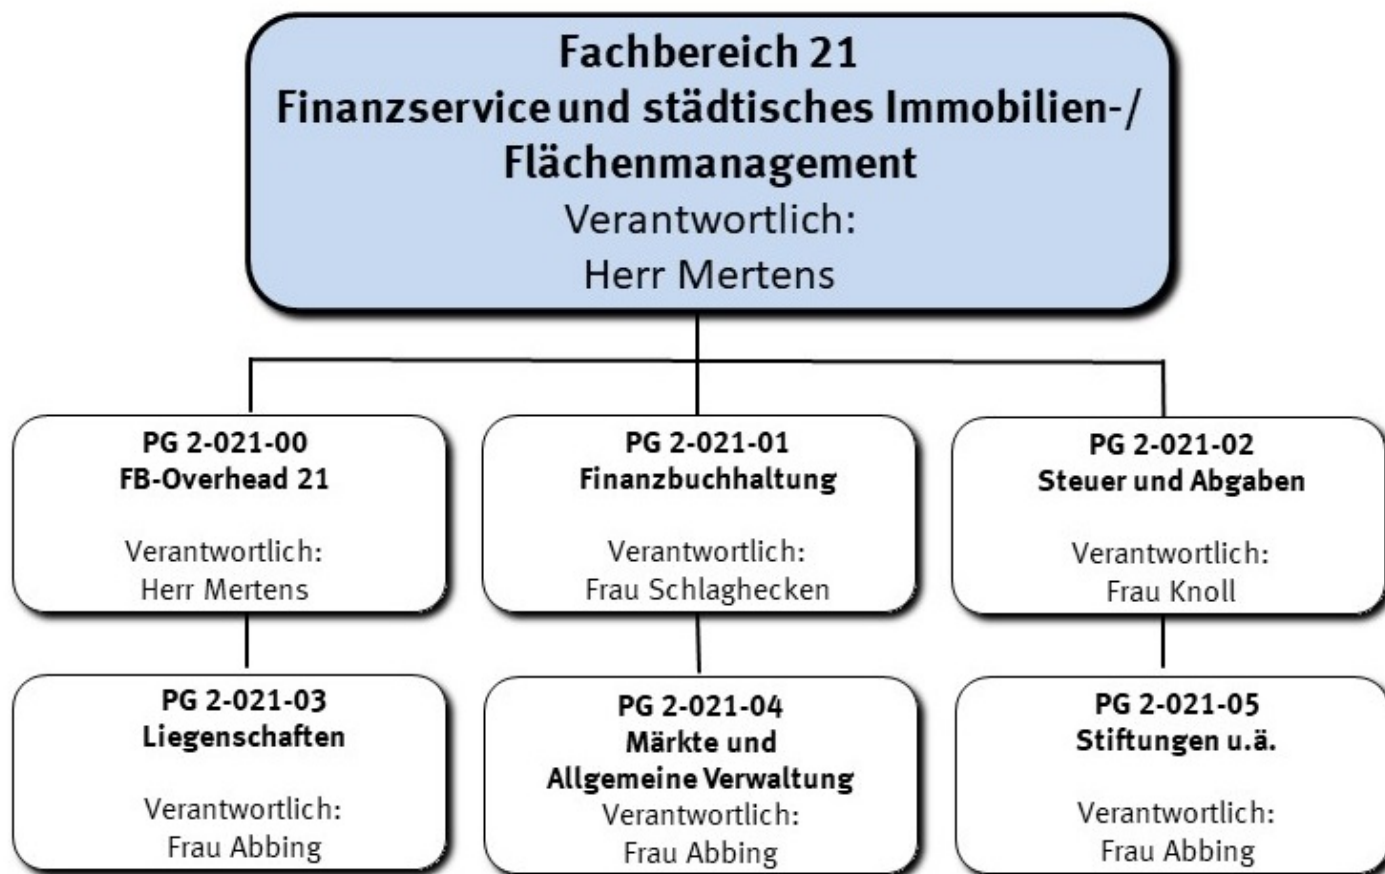 Fachbereich 21
Finanzservice und städtisches Immobilien-/
Flächenmanagement
Verantwortlich:
Herr Mertens
PG 2-021-00
FB-Overhead 21
Verantwortlich:
Herr Mertens
PG 2-021-01
Finanzbuchhaltung
Verantwortlich:
Frau Schlaghecken
PG 2-021-02
Steuer und Abgaben
Verantwortlich:
Frau Knoll
PG 2-021-03
Liegenschaften
Verantwortlich:
Frau Abbing
PG 2-021-04
Märkte und
Allgemeine Verwaltung
Verantwortlich:
Frau Abbing
PG 2-021-05
Stiftungen u.ä.
Verantwortlich:
Frau Abbing